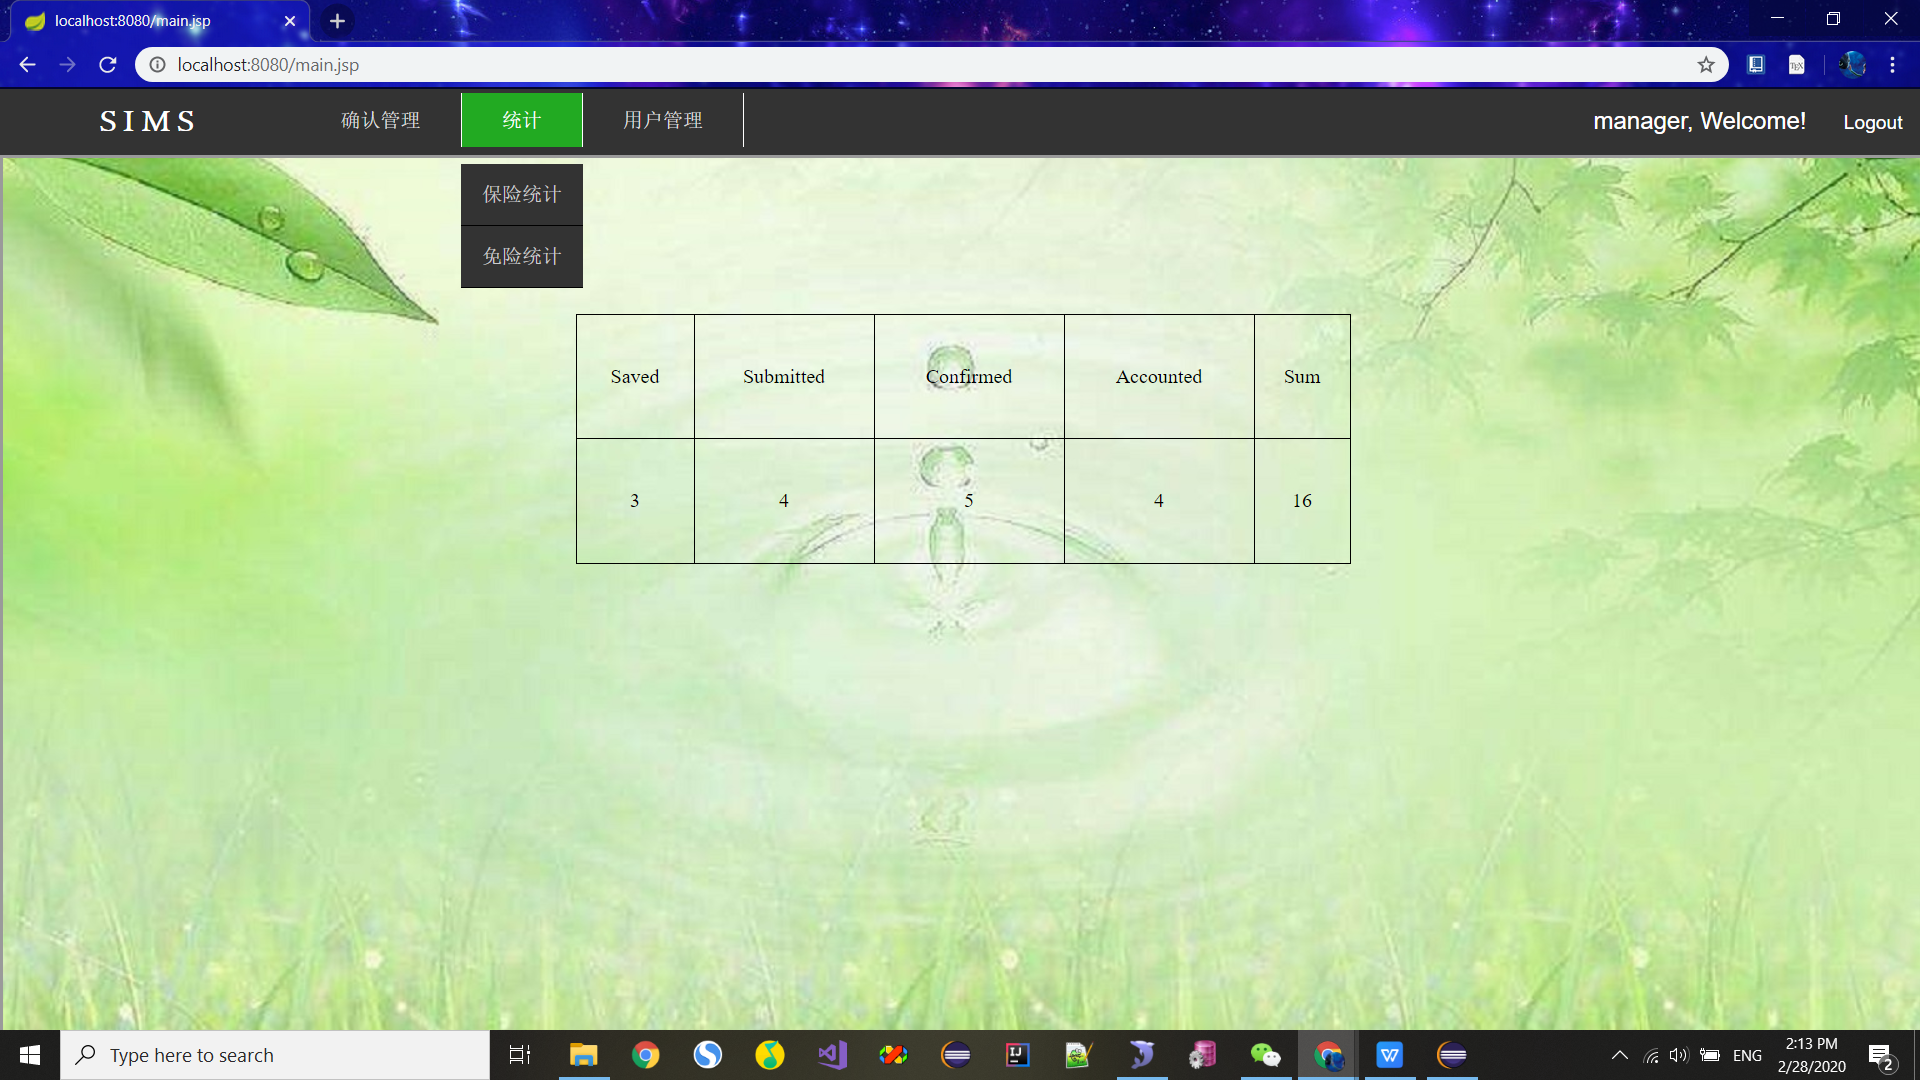 localhost:8080/main.jsp
localhost:8080/main.jsp
SIMS
确认管理
统计
用户管理
manager, Welcome!
Logout
保险统计
免险统计
Saved Submitted Confirmed Accounted Sum
3 4 5 4 16
Type here to search
ENG
2:13 PM
2/28/2020
2